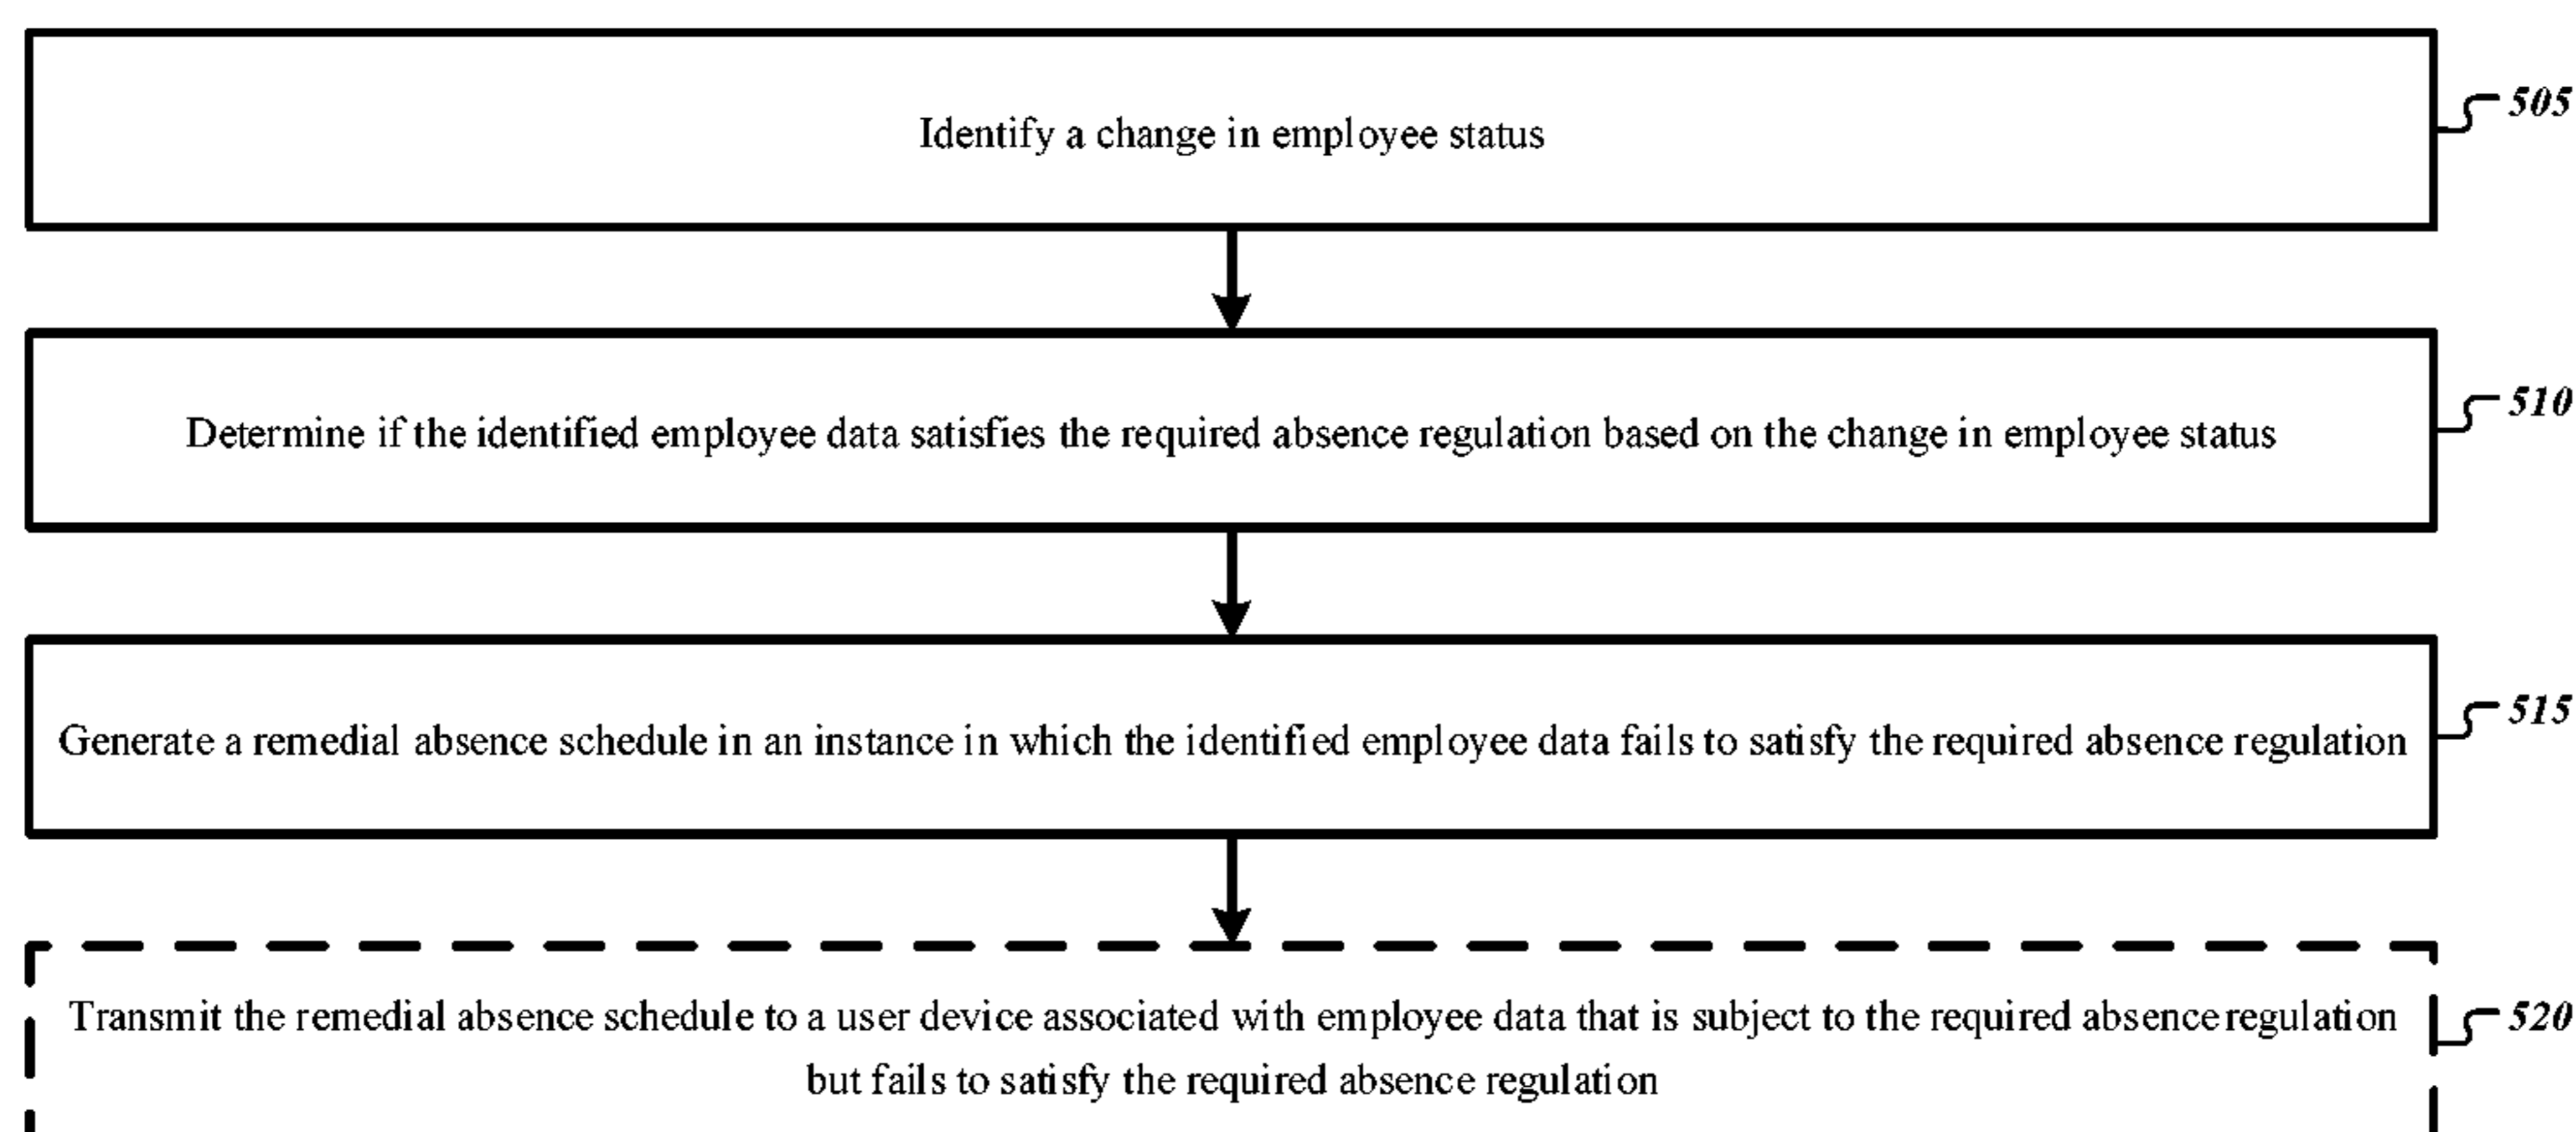 Identify a change in employee status
505
Determine if the identified employee data satisfies the required absence regulation based on the change in employee status
510
Generate a remedial absence schedule in an instance in which the identified employee data fails to satisfy the required absence regulation
515
Transmit the remedial absence schedule to a user device associated with employee data that is subject to the required absence regulation
520
but fails to satisfy the required absence regulation